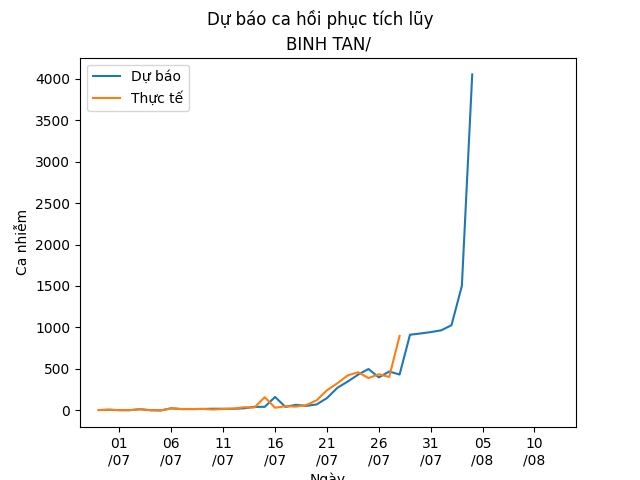 Dự báo ca hồi phục tích lũy
BINH TAN/
Dự báo
Thực tế
Ca nhiễm
4000
3500
3000
2500
2000
1500
1000
500
0
01 06 11 16 21 26 31 05 10
/07 /07 /07 /07 /07 /07 /07 /08 /08
Ngày